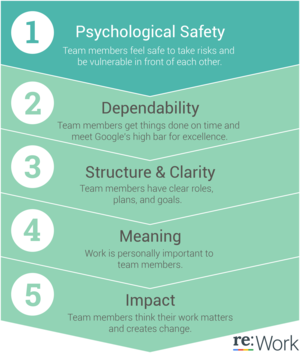 1
Psychological Safety
Team members feel safe to take risks and
be vulnerable in front of each other.
2
Dependability
Team members get things done on time and
meet Google's high bar for excellence.
3
Structure & Clarity
Team members have clear roles,
plans, and goals.
4
Meaning
Work is personally important to
team members.
5
Impact
Team members think their work matters
and creates change.
re:Work